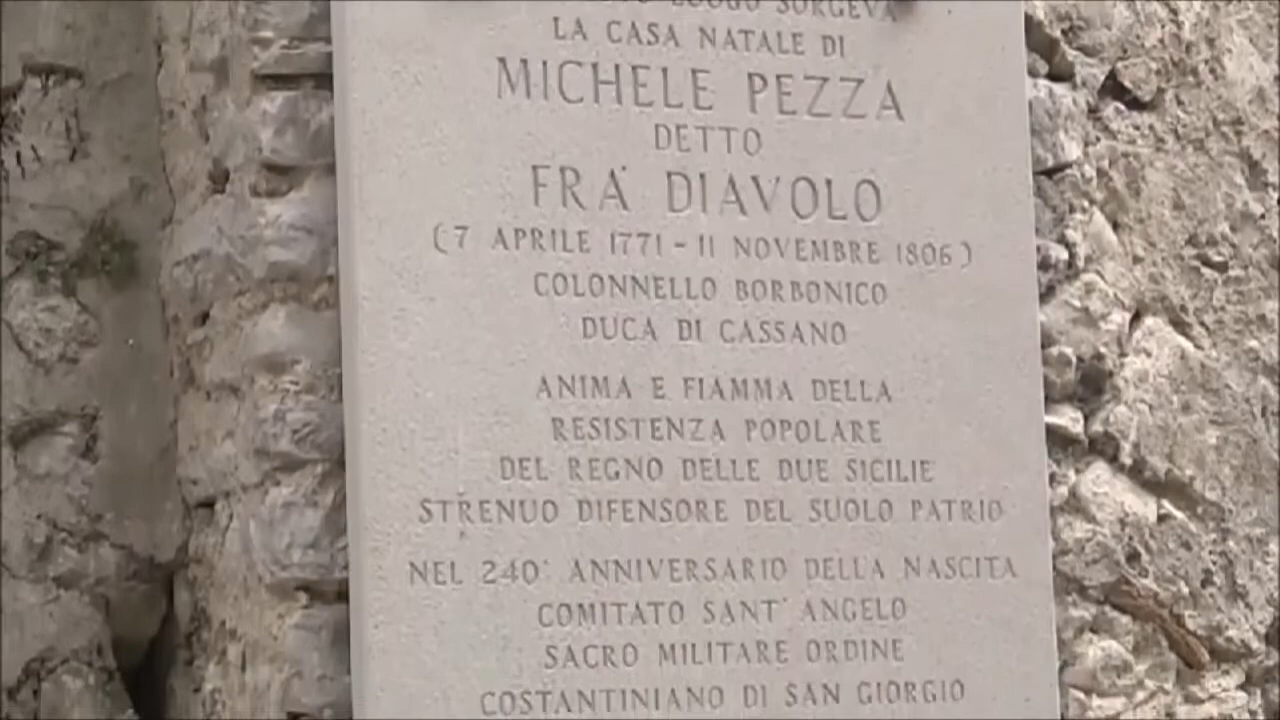 LUOGO SORGEVA
LA CASA NATALE DI
MICHELE PEZZA
DETTO
FRA' DIAVOLO
(7 APRILE 1771 - 11 NOVEMBRE 1806)
COLONNELLO BORBONICO
DUCA DI CASSANO
ANIMA E FIAMMA DELLA
RESISTENZA POPOLARE
DEL REGNO DELLE DUE SICILIE
STRENUO DIFENSORE DEL SUOLO PATRIO
NEL 240° ANNIVERSARIO DELLA NASCITA
COMITATO SANT' ANGELO
SACRO MILITARE ORDINE
COSTANTINIANO DI SAN GIORGIO